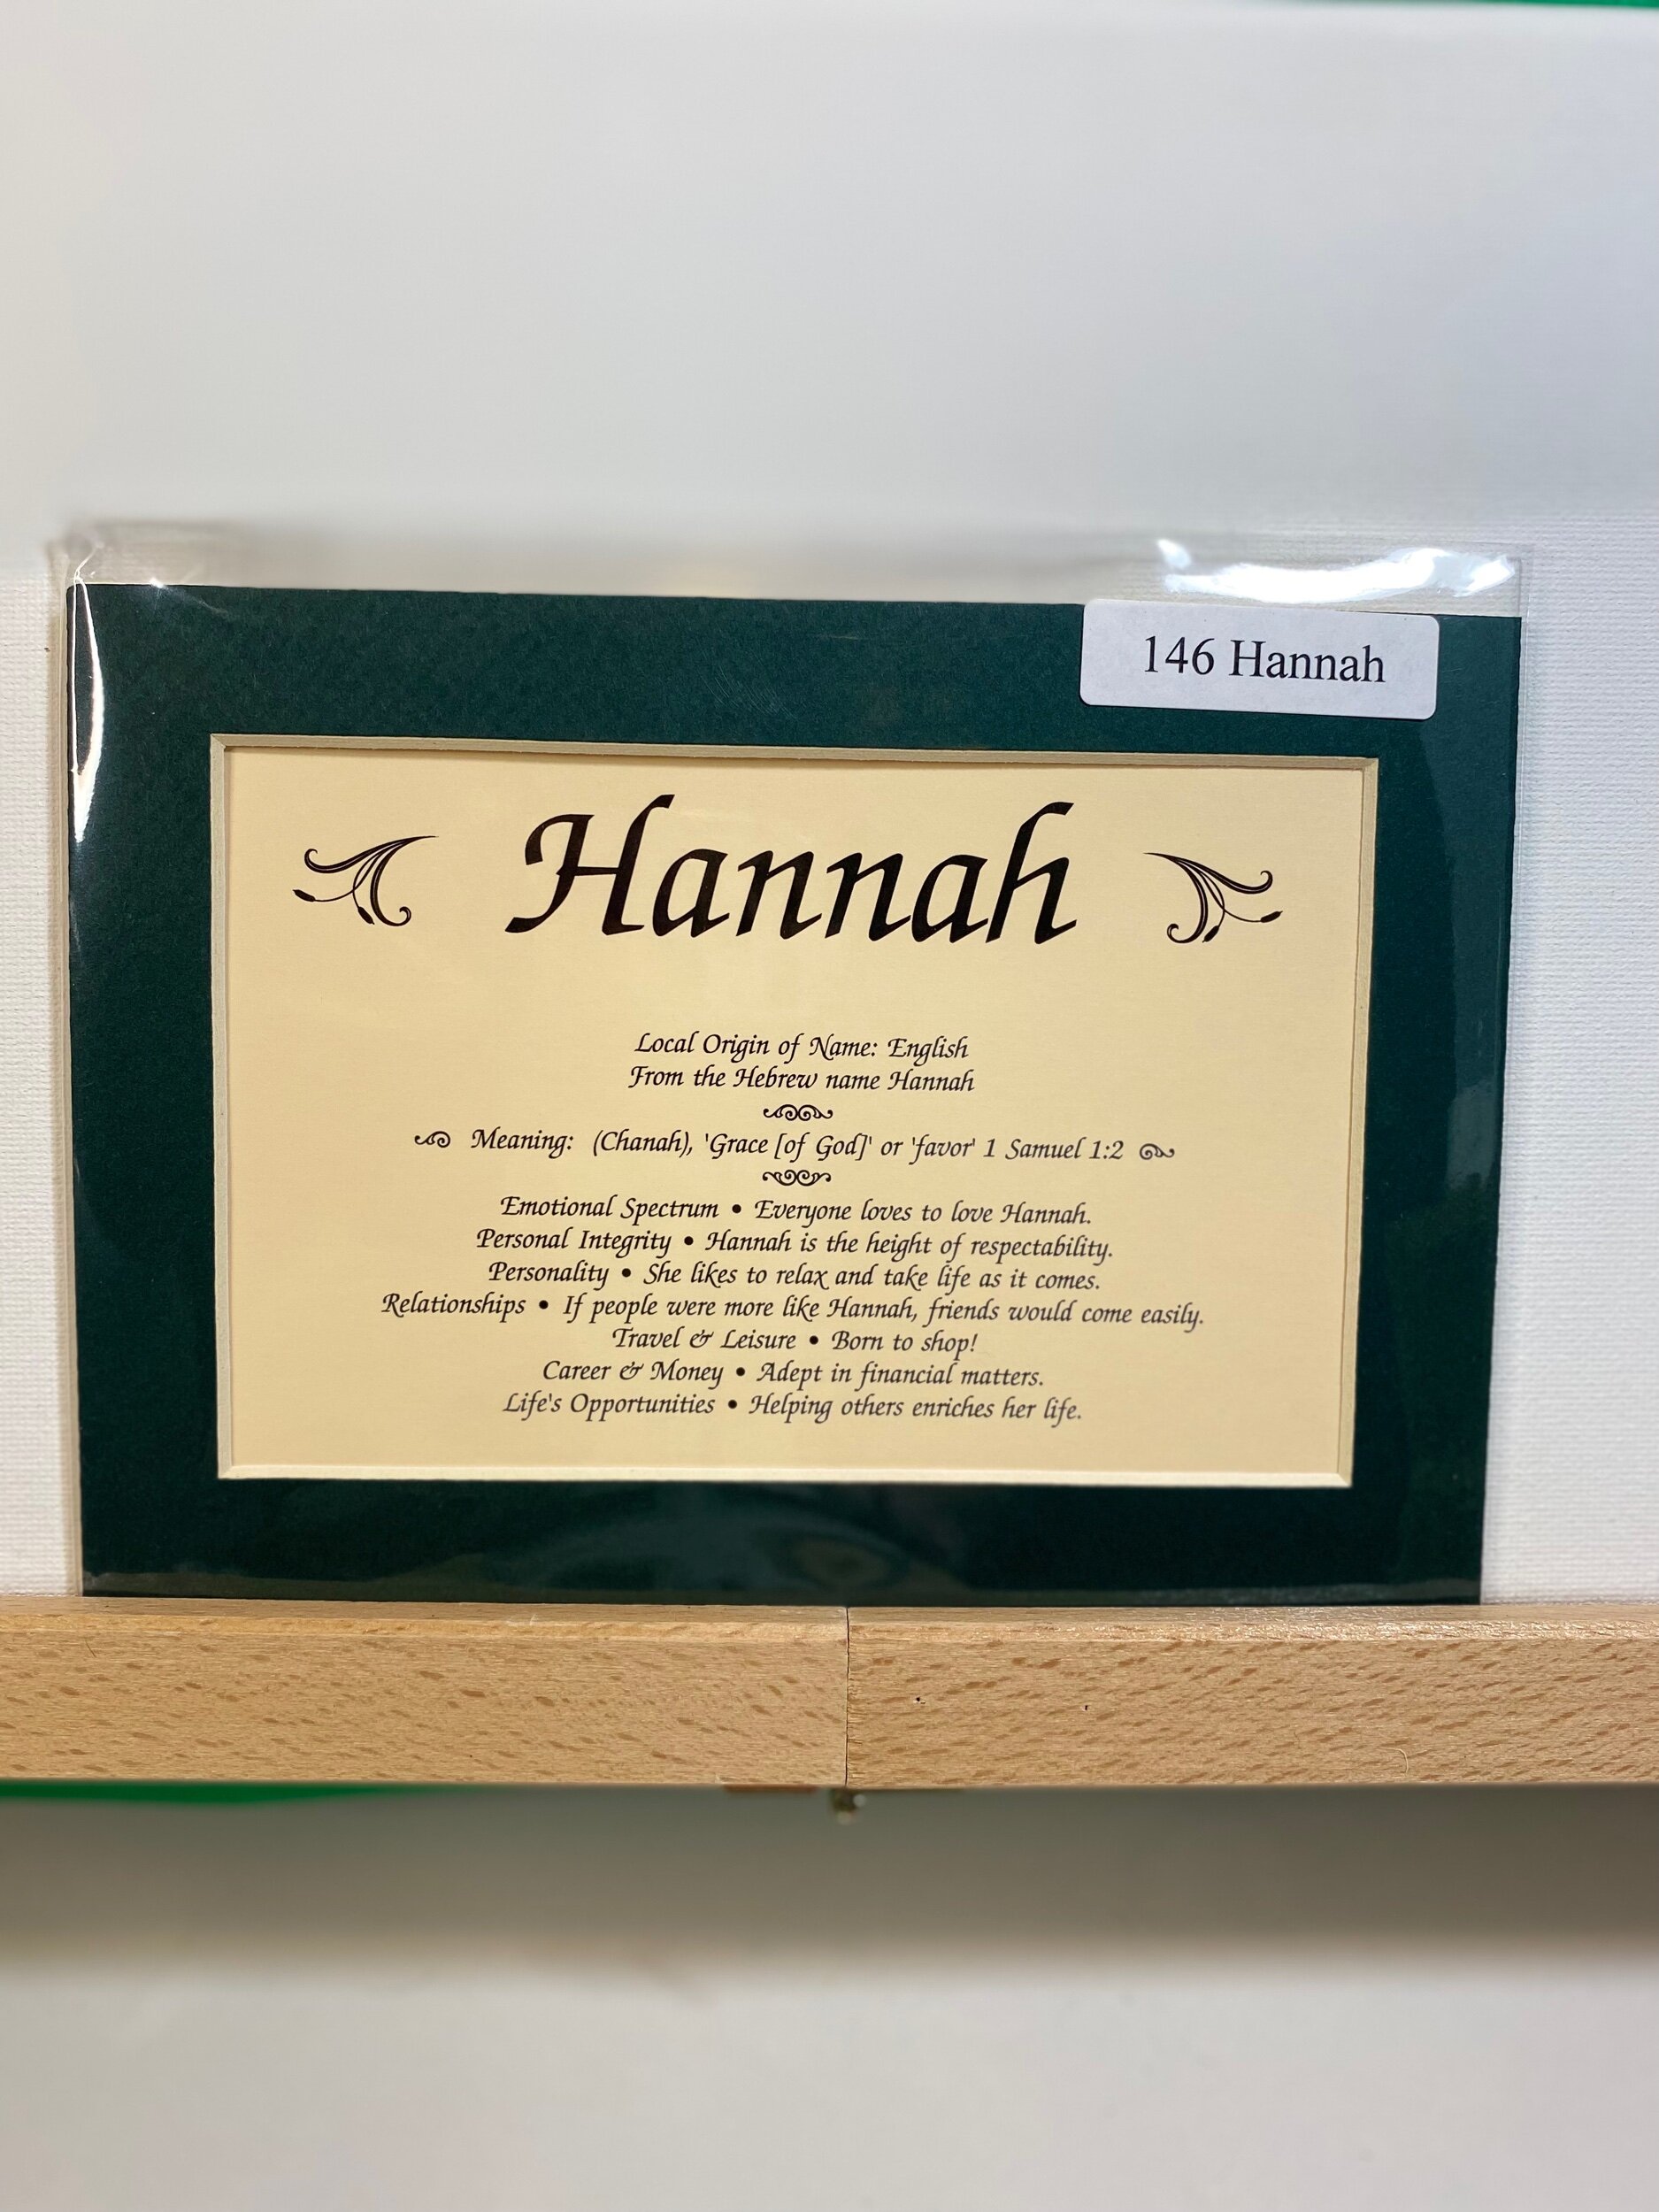 146 Hannah
Hannah
Local Origin of Name: English
From the Hebrew name Hannah
Meaning: (Chanah), 'Grace [of God]' or 'favor' 1 Samuel 1:2
Emotional Spectrum • Everyone loves to love Hannah.
Personal Integrity • Hannah is the height of respectability.
Personality • She likes to relax and take life as it comes.
Relationships • If people were more like Hannah, friends would come easily.
Travel & Leisure • Born to shop!
Career & Money • Adept in financial matters.
Life's Opportunities • Helping others enriches her life.